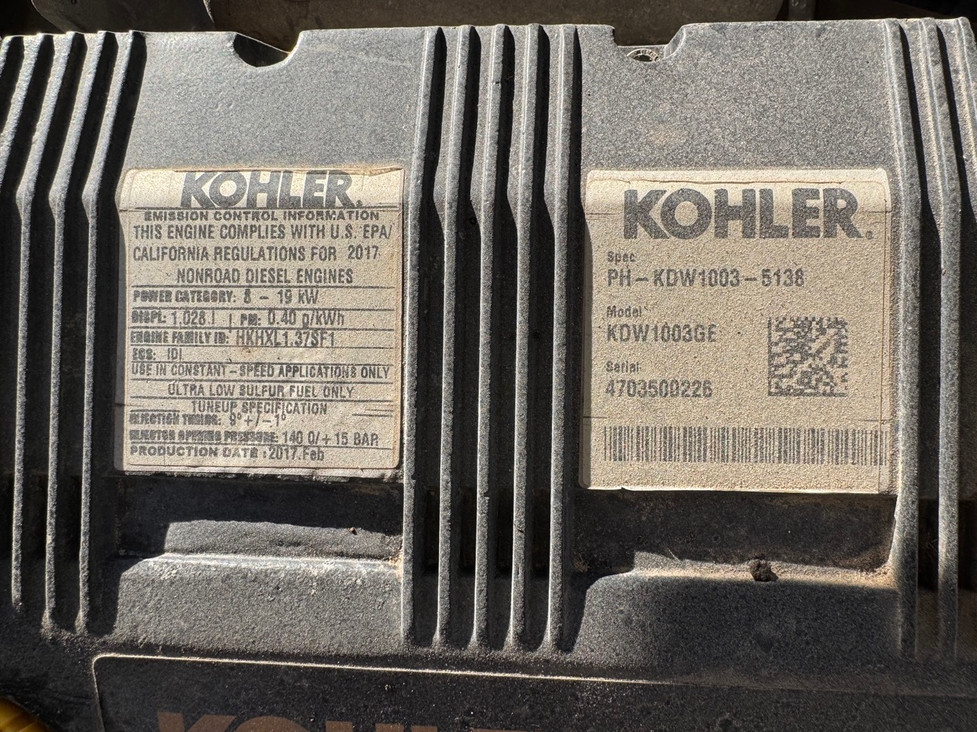 KOHLER.
EMISSION CONTROL INFORMATION
THIS ENGINE COMPLIES WITH U.S. EPA/
CALIFORNIA REGULATIONS FOR 2017
NONROAD DIESEL ENGINES
POWER CATEGORY: 8 - 19 kW
DISPL: 1,028 l PM: 0.40 g/kWh
ENGINE FAMILY ID: HKHXL1.37SF1
ECS: IDI
USE IN CONSTANT-SPEED APPLICATIONS ONLY
ULTRA LOW SULFUR FUEL ONLY
TUNEUP SPECIFICATION
INJECTION TIMING: 9° +/- 1°
INJECTOR OPENING PRESSURE: 140 0/+ 15 BAR
PRODUCTION DATE : 2017.Feb
KOHLER.
Spec
PH-KDW1003-5138
Model
KDW1003GE
Serial
4703500226
KOHLE